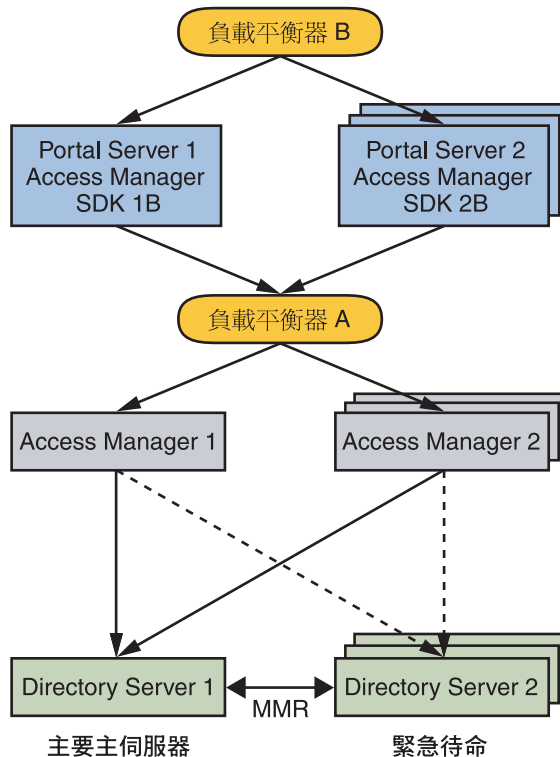 負載平衡器 B
Portal Server 1
Access Manager
SDK 1B
Portal Server 2
Access Manager
SDK 2B
負載平衡器 A
Access Manager 1
Access Manager 2
Directory Server 1
MMR
Directory Server 2
主要主伺服器
緊急待命